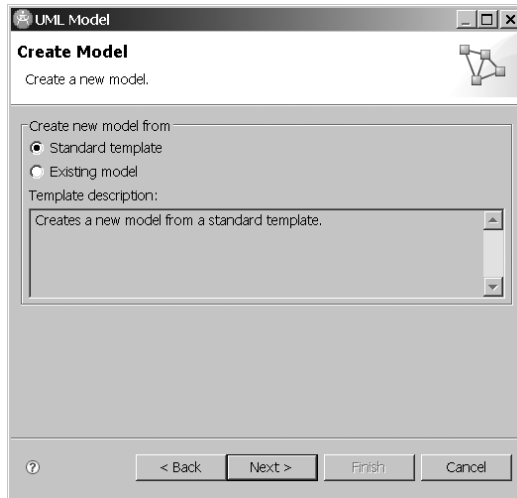 UML Model
Create Model
Create a new model.
Create new model from
Standard template
Existing model
Template description:
Creates a new model from a standard template.
?
< Back
Next >
Finish
Cancel